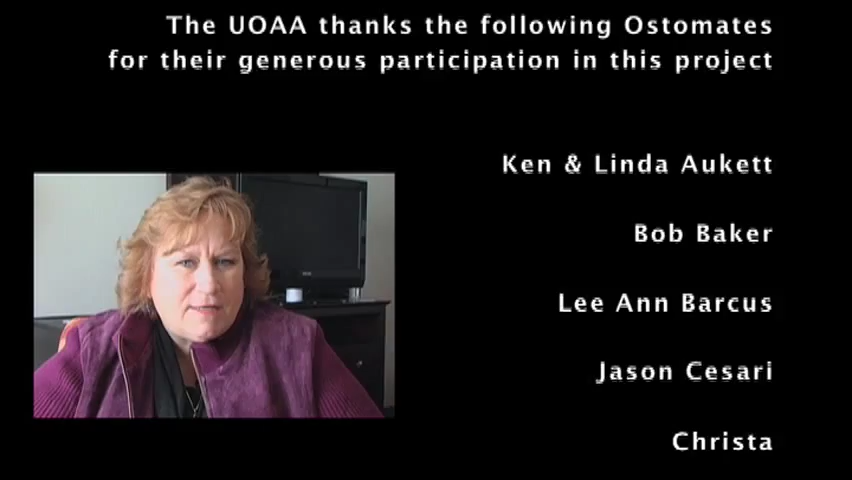 The UOAA thanks the following Ostomates
for their generous participation in this project
Ken & Linda Aukett
Bob Baker
Lee Ann Barcus
Jason Cesari
Christa